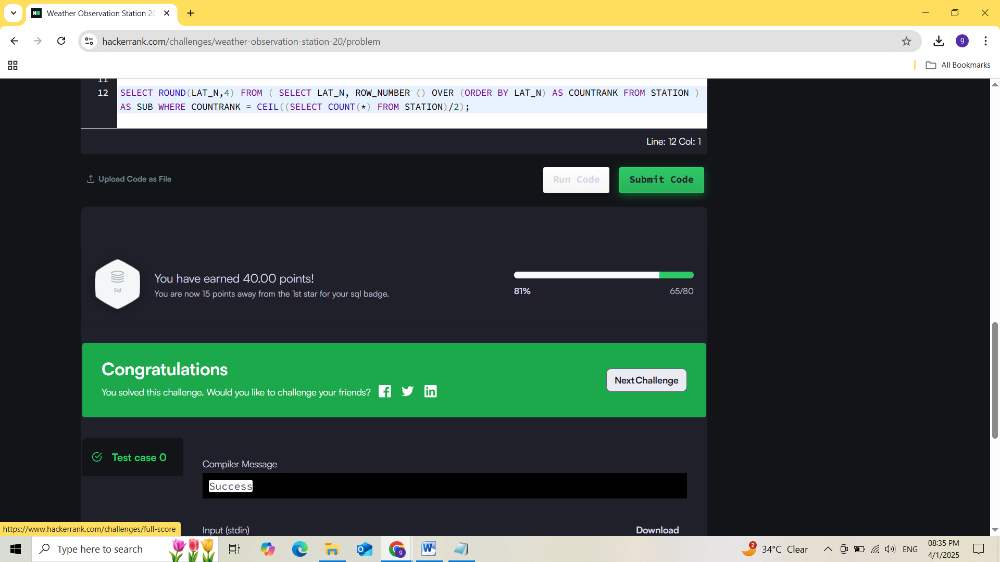 Weather Observation Station 20
hackerrank.com/challenges/weather-observation-station-20/problem
g
All Bookmarks
11
12 SELECT ROUND(LAT_N,4) FROM ( SELECT LAT_N, ROW_NUMBER () OVER (ORDER BY LAT_N) AS COUNTRANK FROM STATION )
AS SUB WHERE COUNTRANK = CEIL((SELECT COUNT(*) FROM STATION)/2);
Line: 12 Col: 1
Upload Code as File
Run Code
Submit Code
Sql
You have earned 40.00 points!
You are now 15 points away from the 1st star for your sql badge.
81%
65/80
Congratulations
You solved this challenge. Would you like to challenge your friends?
Next Challenge
Test case 0
Compiler Message
Success
Input (stdin)
Download
https://www.hackerrank.com/challenges/full-score
Type here to search
g
2
34°C Clear
ENG
08:35 PM
4/1/2025